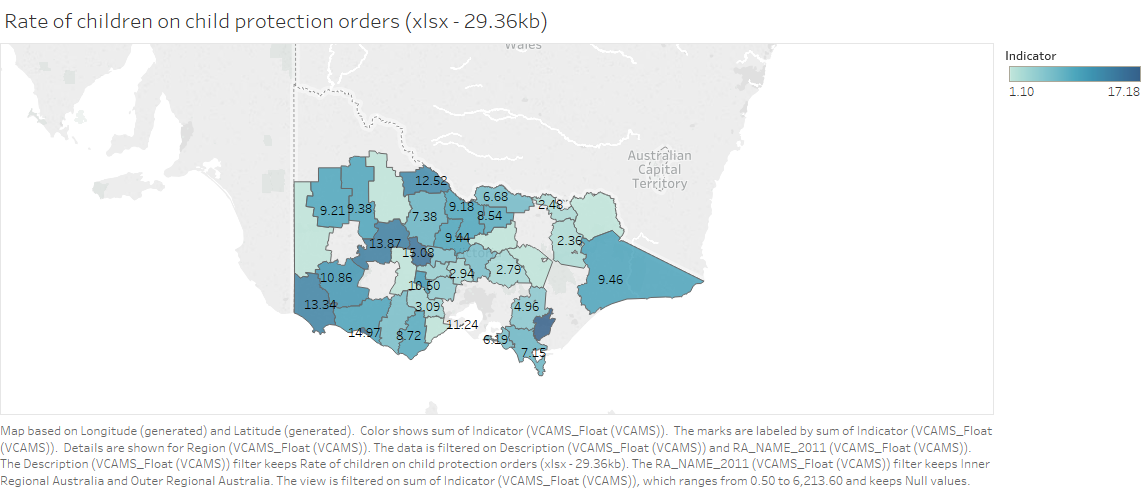 Rate of children on child protection orders (xlsx - 29.36kb)
Wales
Indicator
1.10 17.18
Australian
Capital
Territory
12.52
6.68
9.21 9.38 9.18 2.48
7.38 8.54
13.87 9.44 2.36
15.08
10.86 2.94 2.79 9.46
10.50
13.34 3.09 4.96
14.97 8.72 11.24
6.19
7.15
Map based on Longitude (generated) and Latitude (generated).  Color shows sum of Indicator (VCAMS_Float (VCAMS)).  The marks are labeled by sum of Indicator (VCAMS_Float
(VCAMS)).  Details are shown for Region (VCAMS_Float (VCAMS)). The data is filtered on Description (VCAMS_Float (VCAMS)) and RA_NAME_2011 (VCAMS_Float (VCAMS)).
The Description (VCAMS_Float (VCAMS)) filter keeps Rate of children on child protection orders (xlsx - 29.36kb). The RA_NAME_2011 (VCAMS_Float (VCAMS)) filter keeps Inner
Regional Australia and Outer Regional Australia. The view is filtered on sum of Indicator (VCAMS_Float (VCAMS)), which ranges from 0.50 to 6,213.60 and keeps Null values.